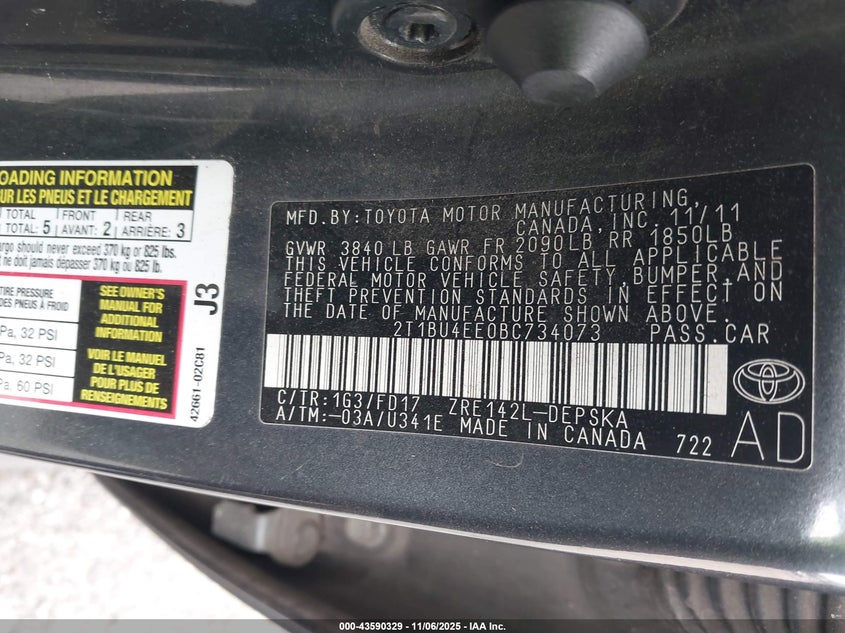 OADING INFORMATION
UR LES PNEUS ET LE CHARGEMENT
TOTAL FRONT REAR
TOTAL: 5 AVANT: 2 ARRIÈRE: 3
argo should never exceed 370 kg or 825 lbs.
t ne doit jamais dépasser 370 kg ou 825 lb.
TIRE PRESSURE
DES PNEUS À FROID
Pa, 32 PSI
Pa, 32 PSI
Pa, 60 PSI
SEE OWNER'S
MANUAL FOR
ADDITIONAL
INFORMATION
VOIR LE MANUEL
DE L'USAGER
POUR PLUS DE
RENSEIGNEMENTS
J3
42661-02C81
MFD.BY:TOYOTA MOTOR MANUFACTURING,
CANADA,INC. 11/11
GVWR 3840 LB GAWR FR 2090LB RR 1850LB
THIS VEHICLE CONFORMS TO ALL APPLICABLE
FEDERAL MOTOR VEHICLE SAFETY,BUMPER,AND
THEFT PREVENTION STANDARDS IN EFFECT ON
THE DATE OF MANUFACTURE SHOWN ABOVE.
2T1BU4EE0BC734073 PASS.CAR
C/TR:1G3/FD17 ZRE142L-DEPSKA
A/TM:-03A/U341E MADE IN CANADA 722
AD
000-43590329 - 11/06/2025 - IAA Inc.